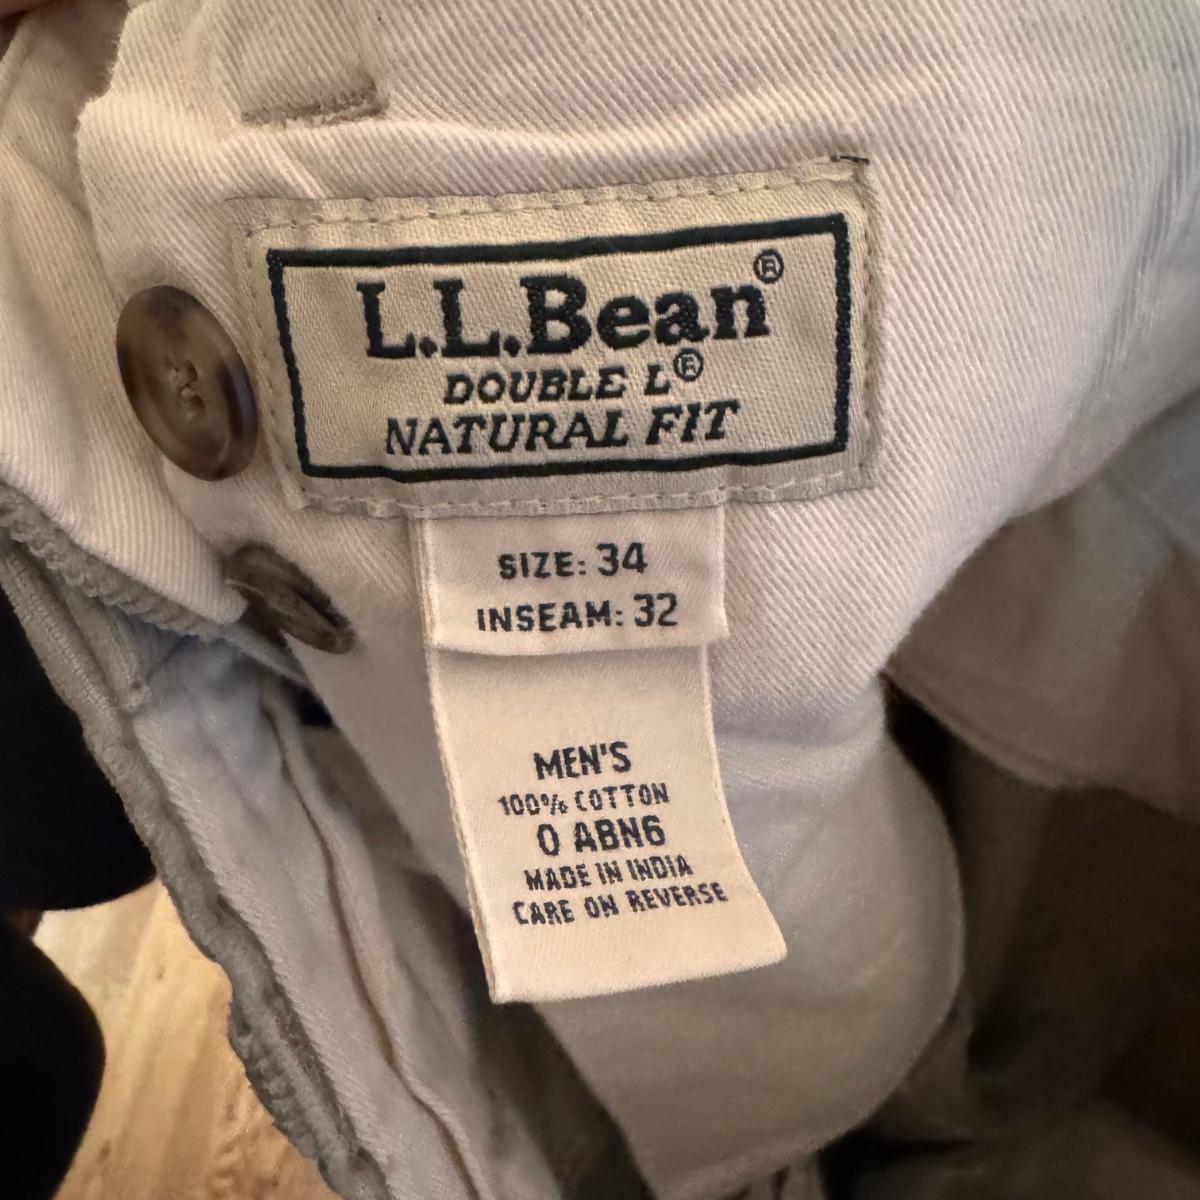 L.L.Bean®
DOUBLE L®
NATURAL FIT
SIZE: 34
INSEAM: 32
MEN'S
100% COTTON
0 ABN6
MADE IN INDIA
CARE ON REVERSE